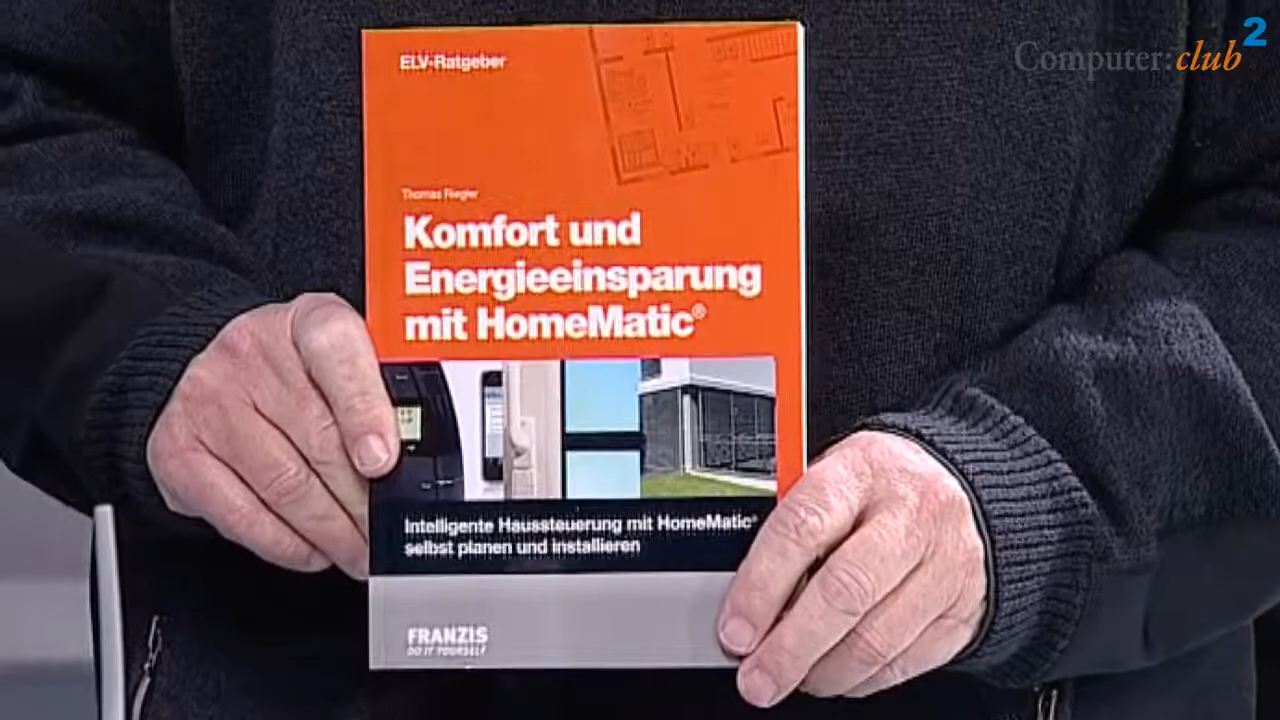 Computer:club²
ELV-Ratgeber
Thomas Riegler
Komfort und
Energieeinsparung
mit HomeMatic®
Intelligente Haussteuerung mit HomeMatic®
selbst planen und installieren
FRANZIS
DO IT YOURSELF